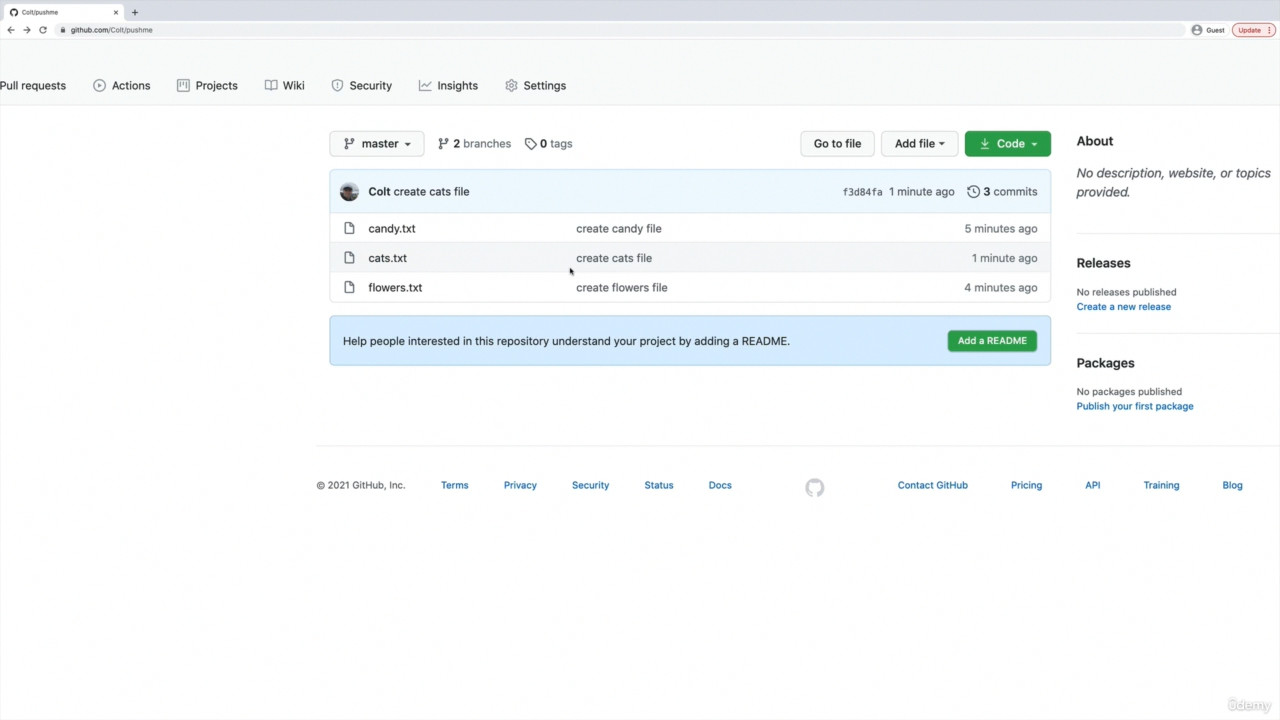 Colt/pushme
github.com/Colt/pushme
Guest
Update
Pull requests
Actions
Projects
Wiki
Security
Insights
Settings
master
2 branches
0 tags
Go to file
Add file
Code
Colt create cats file
f3d84fa 1 minute ago
3 commits
candy.txt create candy file 5 minutes ago
cats.txt create cats file 1 minute ago
flowers.txt create flowers file 4 minutes ago
Help people interested in this repository understand your project by adding a README.
Add a README
About
No description, website, or topics
provided.
Releases
No releases published
Create a new release
Packages
No packages published
Publish your first package
© 2021 GitHub, Inc. Terms Privacy Security Status Docs Contact GitHub Pricing API Training Blog
ûdemy